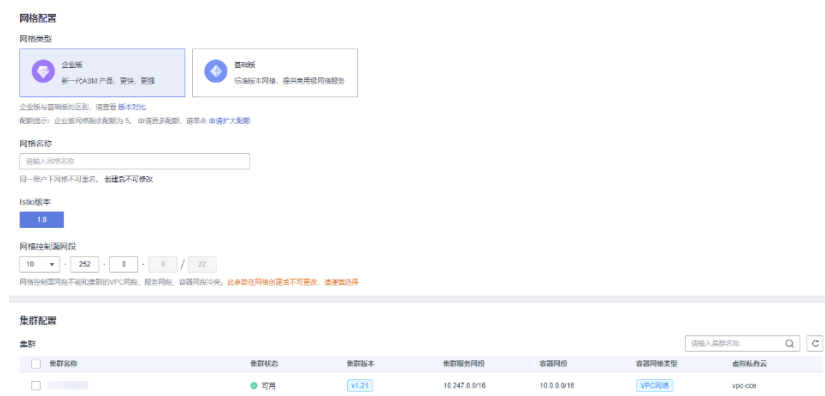 网格配置
网格类型
企业版
新一代ASM 产品，更快，更强
基础版
标准版本网格，提供商用级网格服务
企业版与基础版的区别，请查看 版本对比
配额提示：企业版网格剩余配额为 5。 申请更多配额，请单击 申请扩大配额
网格名称
请输入网格名称
同一账户下网格不可重名。 创建后不可修改
Istio版本
1.8
网格控制面网段
10 · 252 · 0 · 0 / 22
网格控制面网段不能和集群的VPC网段，服务网段，容器网段冲突。 此参数在网格创建后不可更改，请谨慎选择
集群配置
集群
请输入集群名称
集群名称 集群状态 集群版本 集群服务网段 容器网段 容器网络类型 虚拟私有云
可用 v1.21 10.247.0.0/16 10.0.0.0/16 VPC网络 vpc-cce